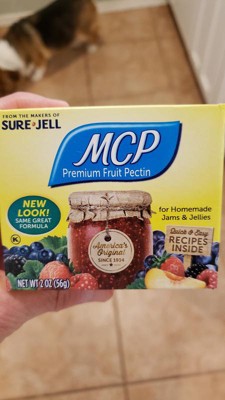 FROM THE MAKERS OF
SURE JELL
MCP
Premium Fruit Pectin
NEW
LOOK!
SAME GREAT
FORMULA
for Homemade
Jams & Jellies
America's
Original
SINCE 1924
Quick & Easy
RECIPES
INSIDE
K
NET WT 2 OZ (56g)